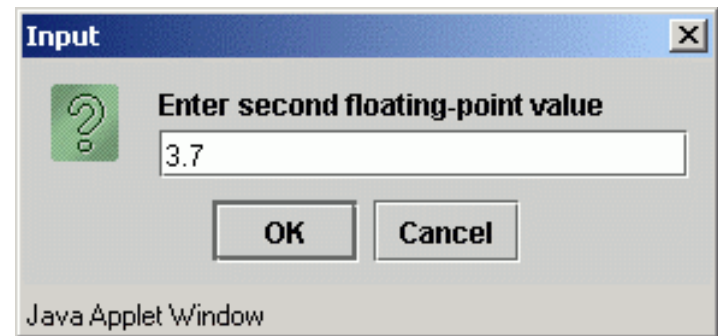 Input
Enter second floating-point value
3.7
OK Cancel
Java Applet Window